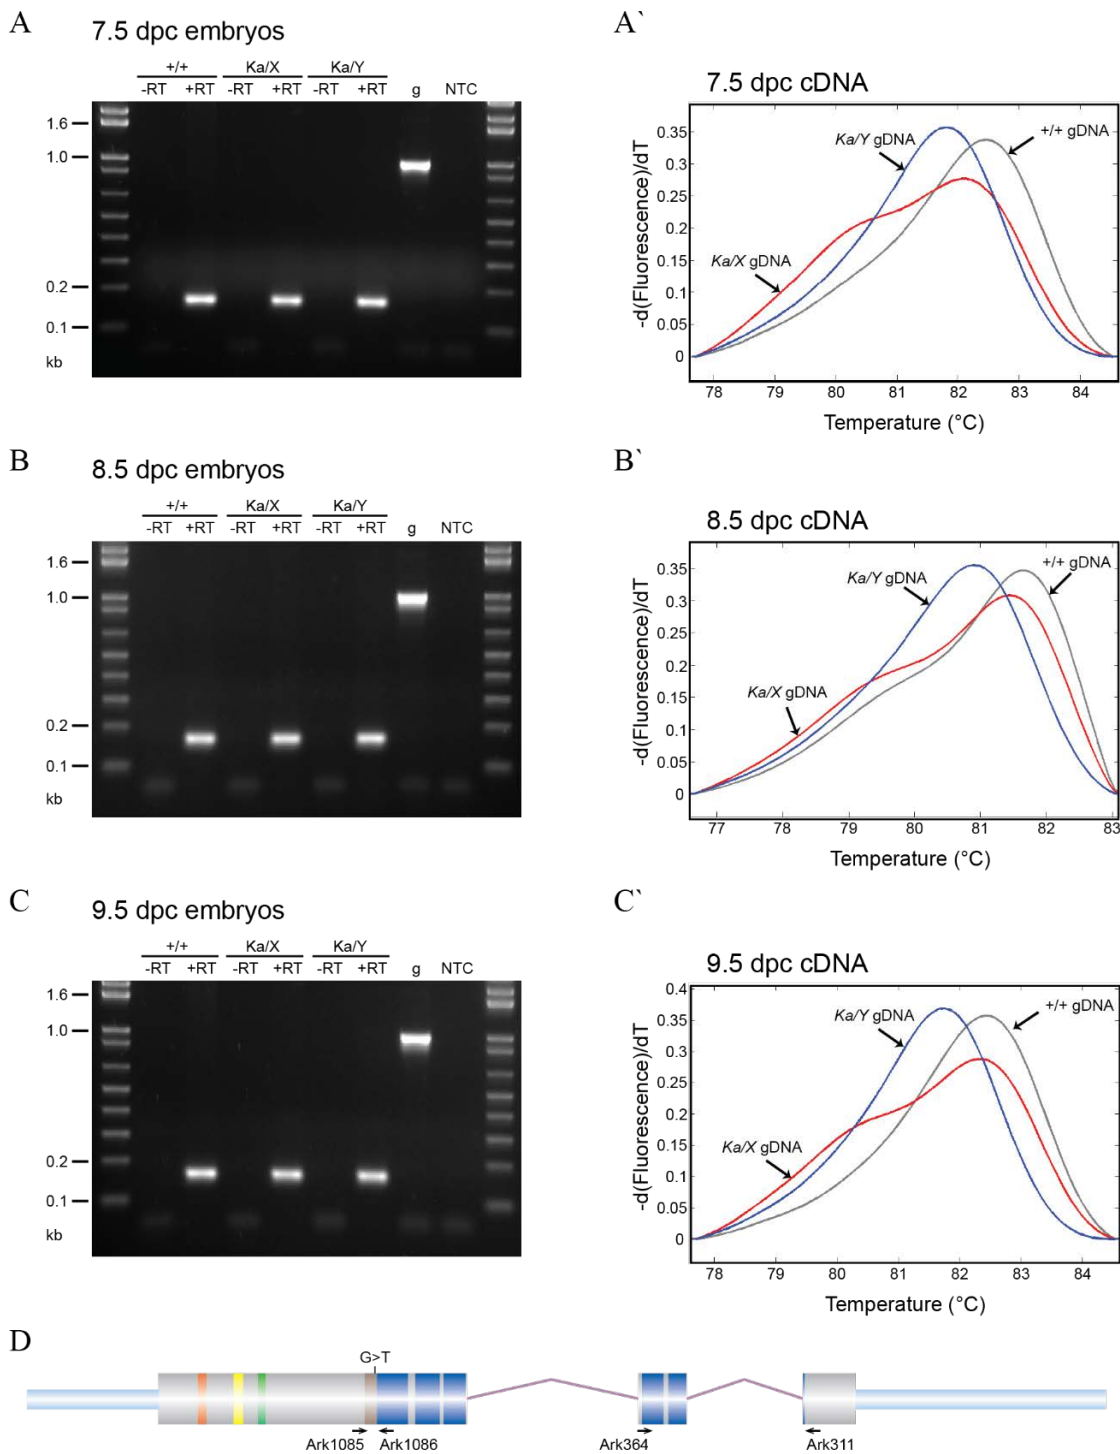 A
7.5 dpc embryos
+/+ Ka/X Ka/Y
-RT +RT -RT +RT -RT +RT g NTC
1.6
1.0
0.2
0.1
kb
A`
7.5 dpc cDNA
-d(Fluorescence)/dT
0.35
0.3
0.25
0.2
0.15
0.1
0.05
0
Ka/Y gDNA
+/+ gDNA
Ka/X gDNA
78 79 80 81 82 83 84
Temperature (°C)
B
8.5 dpc embryos
+/+ Ka/X Ka/Y
-RT +RT -RT +RT -RT +RT g NTC
1.6
1.0
0.2
0.1
kb
B`
8.5 dpc cDNA
-d(Fluorescence)/dT
0.35
0.3
0.25
0.2
0.15
0.1
0.05
0
Ka/Y gDNA
+/+ gDNA
Ka/X gDNA
77 78 79 80 81 82 83
Temperature (°C)
C
9.5 dpc embryos
+/+ Ka/X Ka/Y
-RT +RT -RT +RT -RT +RT g NTC
1.6
1.0
0.2
0.1
kb
C`
9.5 dpc cDNA
-d(Fluorescence)/dT
0.4
0.35
0.3
0.25
0.2
0.15
0.1
0.05
0
Ka/Y gDNA
+/+ gDNA
Ka/X gDNA
78 79 80 81 82 83 84
Temperature (°C)
D
G>T
Ark1085 Ark1086 Ark364 Ark311